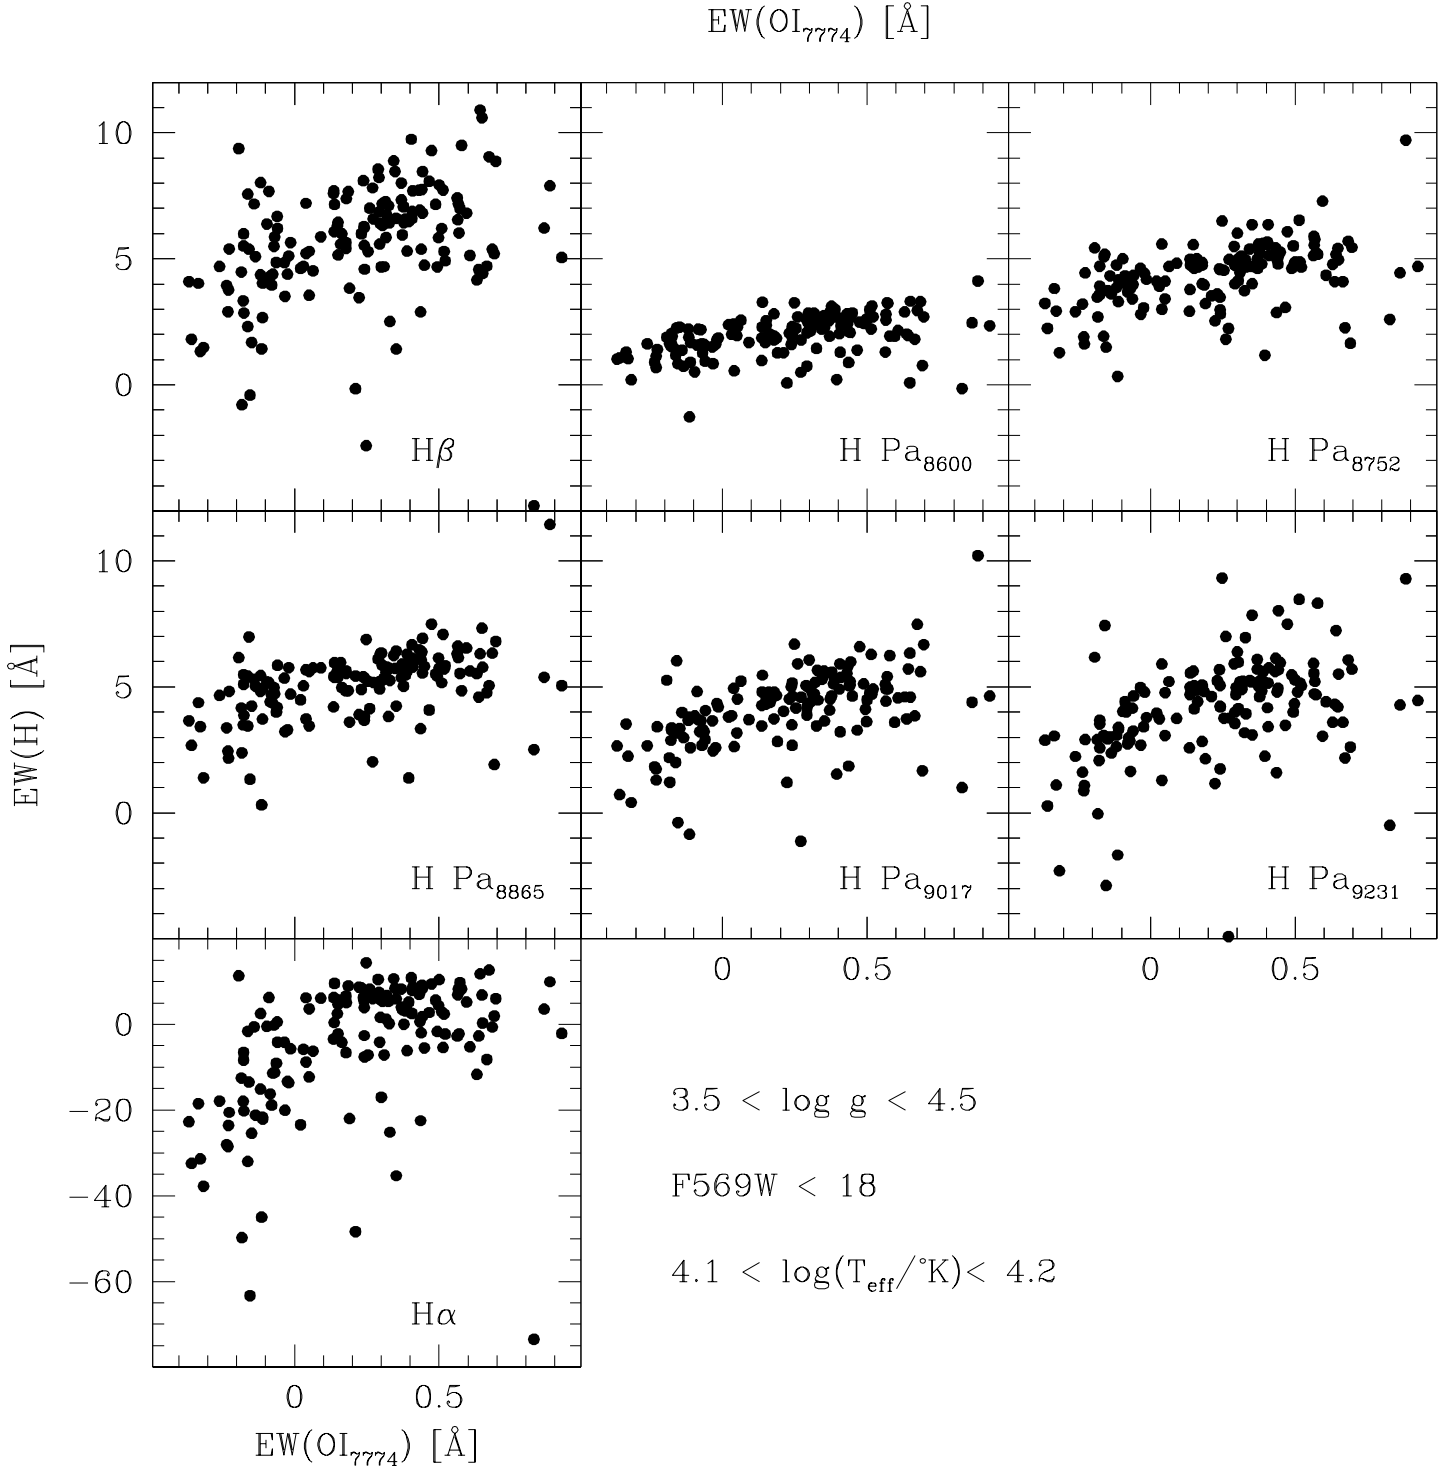 EW(OI₇₇₇₄) [Å]
10
5
0
Hβ
H Pa₈₆₀₀
H Pa₈₇₅₂
EW(H) [Å]
10
5
0
H Pa₈₈₆₅
H Pa₉₀₁₇
H Pa₉₂₃₁
0 0.5 0 0.5
0
−20
−40
−60
Hα
3.5 < log g < 4.5
F569W < 18
4.1 < log(Teff/°K)< 4.2
0 0.5
EW(OI₇₇₇₄) [Å]